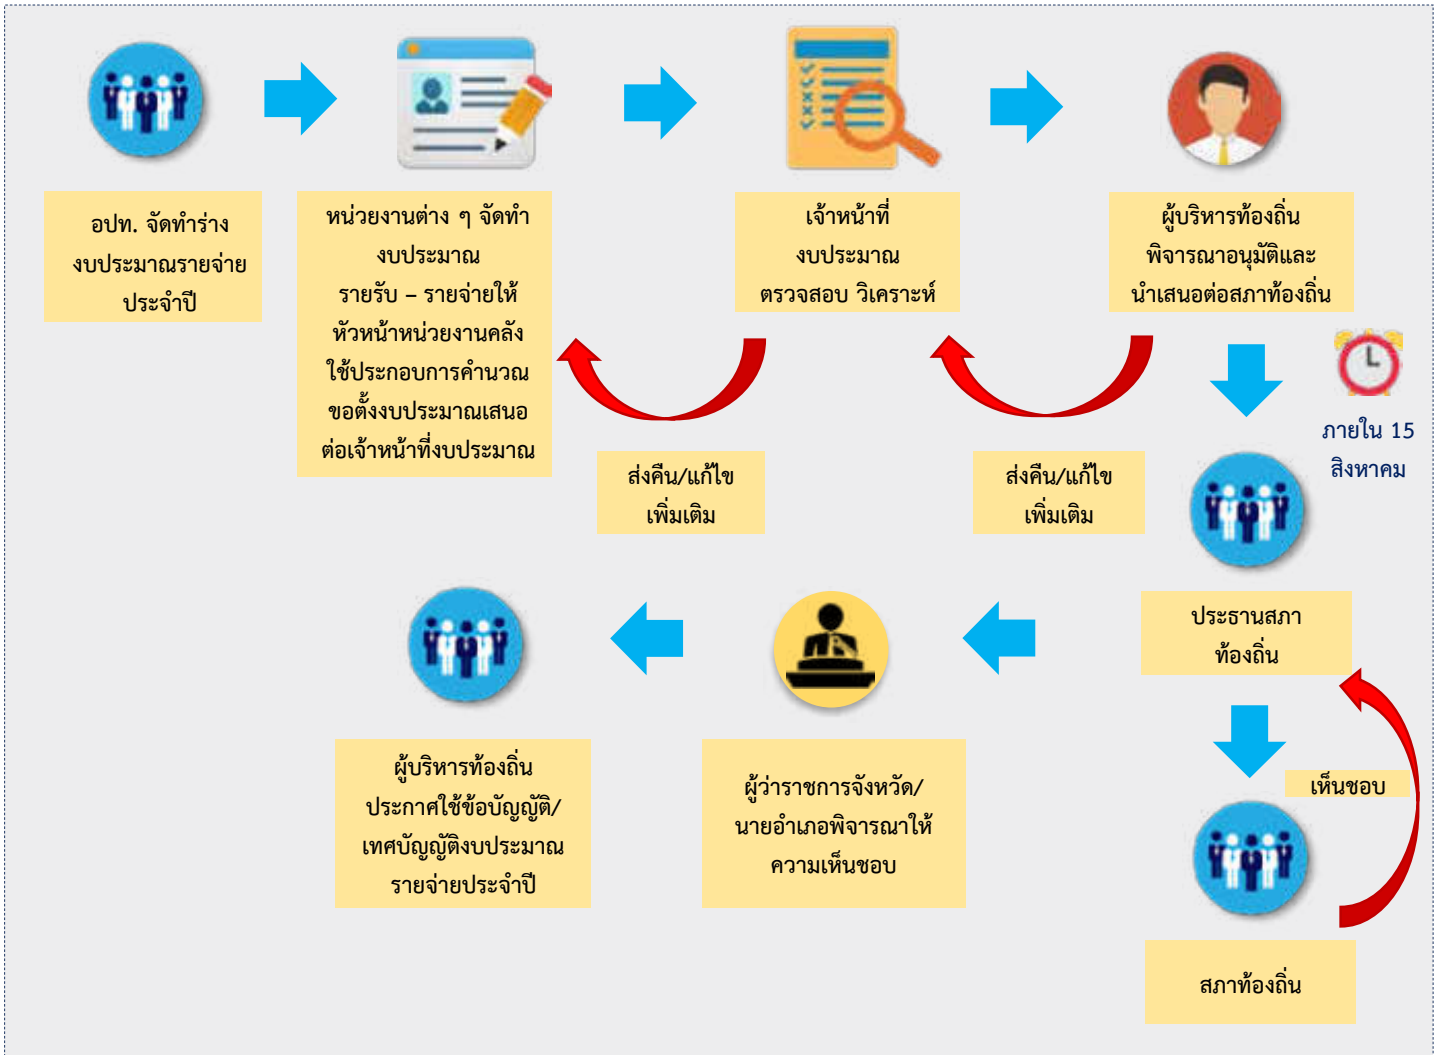 อปท. จัดทำร่าง
งบประมาณรายจ่าย
ประจำปี
หน่วยงานต่าง ๆ จัดทำ
งบประมาณ
รายรับ – รายจ่ายให้
หัวหน้าหน่วยงานคลัง
ใช้ประกอบการคำนวณ
ขอตั้งงบประมาณเสนอ
ต่อเจ้าหน้าที่งบประมาณ
เจ้าหน้าที่
งบประมาณ
ตรวจสอบ วิเคราะห์
ผู้บริหารท้องถิ่น
พิจารณาอนุมัติและ
นำเสนอต่อสภาท้องถิ่น
ส่งคืน/แก้ไข
เพิ่มเติม
ส่งคืน/แก้ไข
เพิ่มเติม
ภายใน 15
สิงหาคม
ประธานสภา
ท้องถิ่น
เห็นชอบ
สภาท้องถิ่น
ผู้ว่าราชการจังหวัด/
นายอำเภอพิจารณาให้
ความเห็นชอบ
ผู้บริหารท้องถิ่น
ประกาศใช้ข้อบัญญัติ/
เทศบัญญัติงบประมาณ
รายจ่ายประจำปี